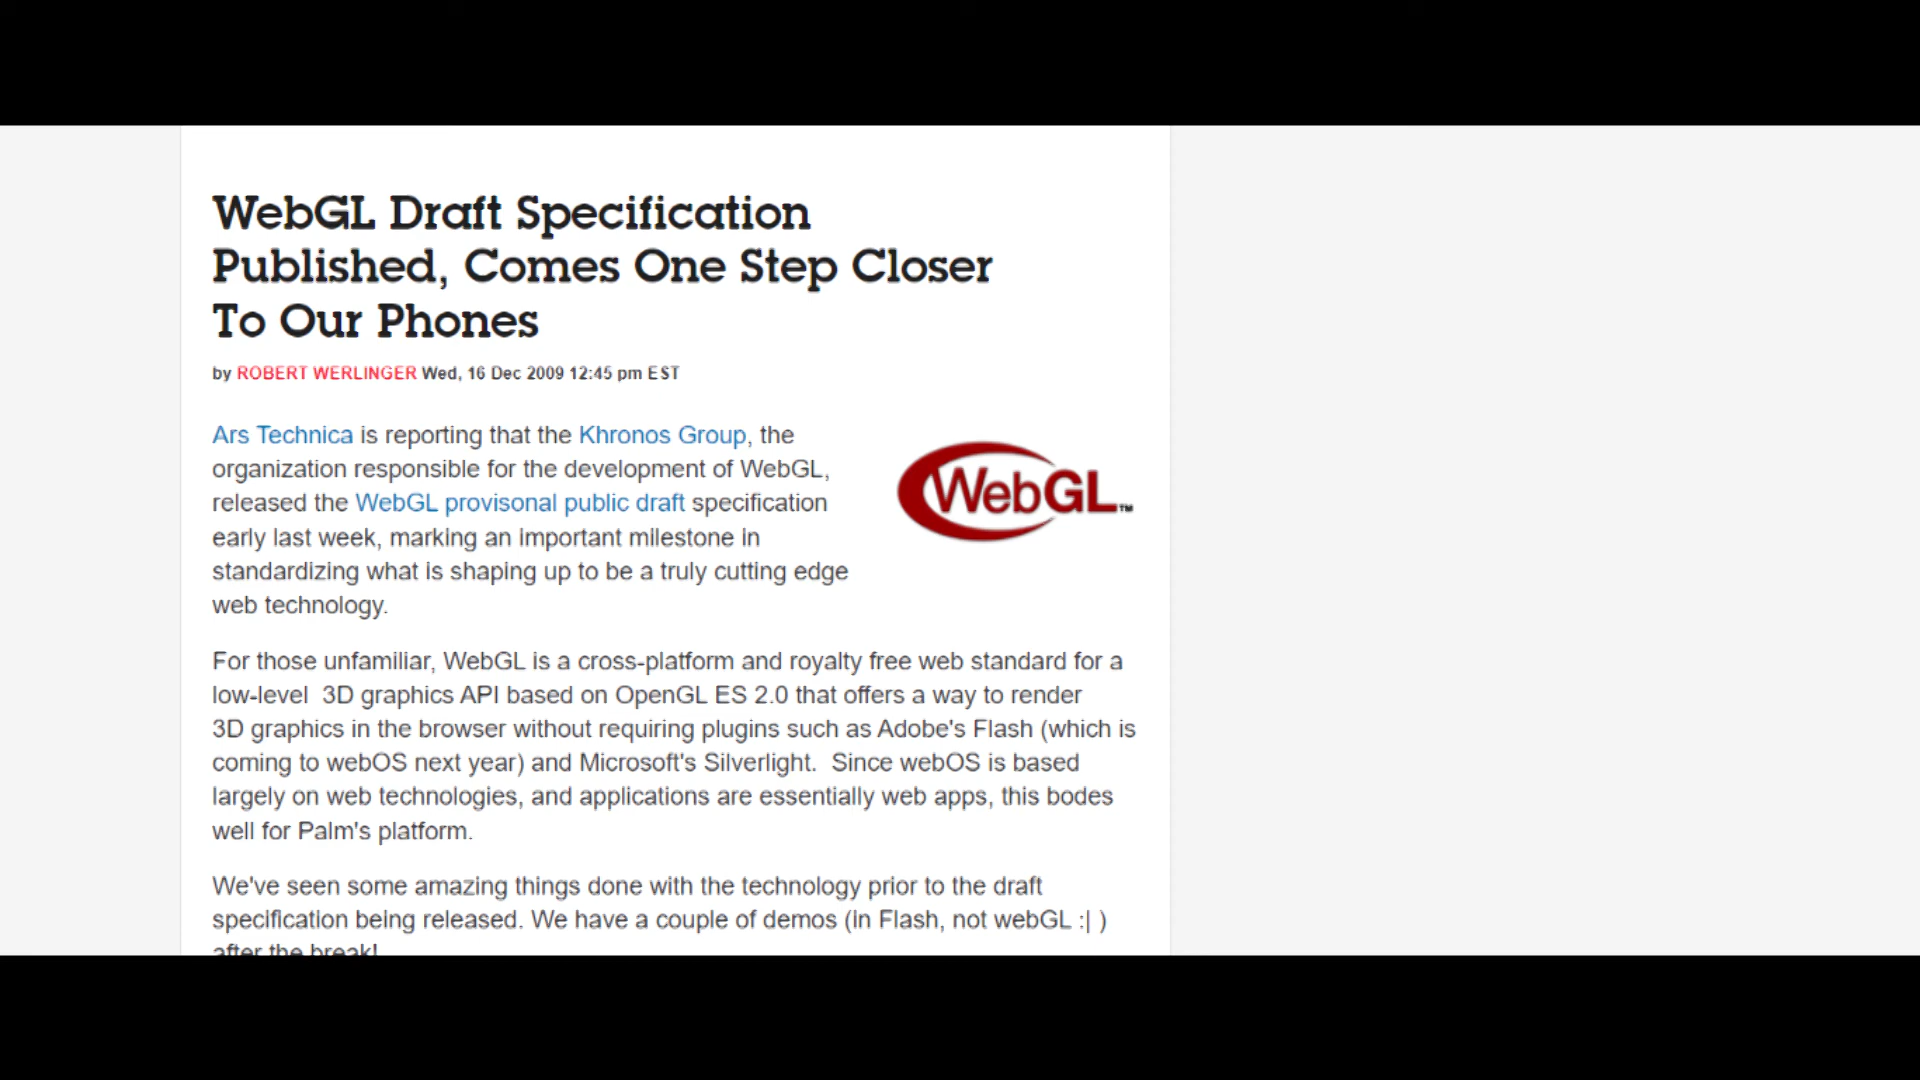 WebGL Draft Specification
Published, Comes One Step Closer
To Our Phones
by ROBERT WERLINGER Wed, 16 Dec 2009 12:45 pm EST
Ars Technica is reporting that the Khronos Group, the
organization responsible for the development of WebGL,
released the WebGL provisonal public draft specification
early last week, marking an important milestone in
standardizing what is shaping up to be a truly cutting edge
web technology.
WebGL™
For those unfamiliar, WebGL is a cross-platform and royalty free web standard for a
low-level  3D graphics API based on OpenGL ES 2.0 that offers a way to render
3D graphics in the browser without requiring plugins such as Adobe's Flash (which is
coming to webOS next year) and Microsoft's Silverlight.  Since webOS is based
largely on web technologies, and applications are essentially web apps, this bodes
well for Palm's platform.
We've seen some amazing things done with the technology prior to the draft
specification being released. We have a couple of demos (in Flash, not webGL :| )
after the break!